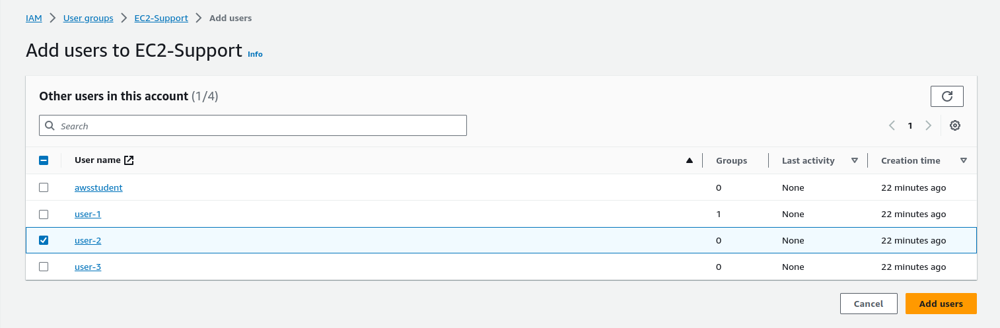 IAM User groups EC2-Support Add users
Add users to EC2-Support Info
Other users in this account (1/4)
Search
1
User name Groups Last activity Creation time
awsstudent 0 None 22 minutes ago
user-1 1 None 22 minutes ago
user-2 0 None 22 minutes ago
user-3 0 None 22 minutes ago
Cancel Add users